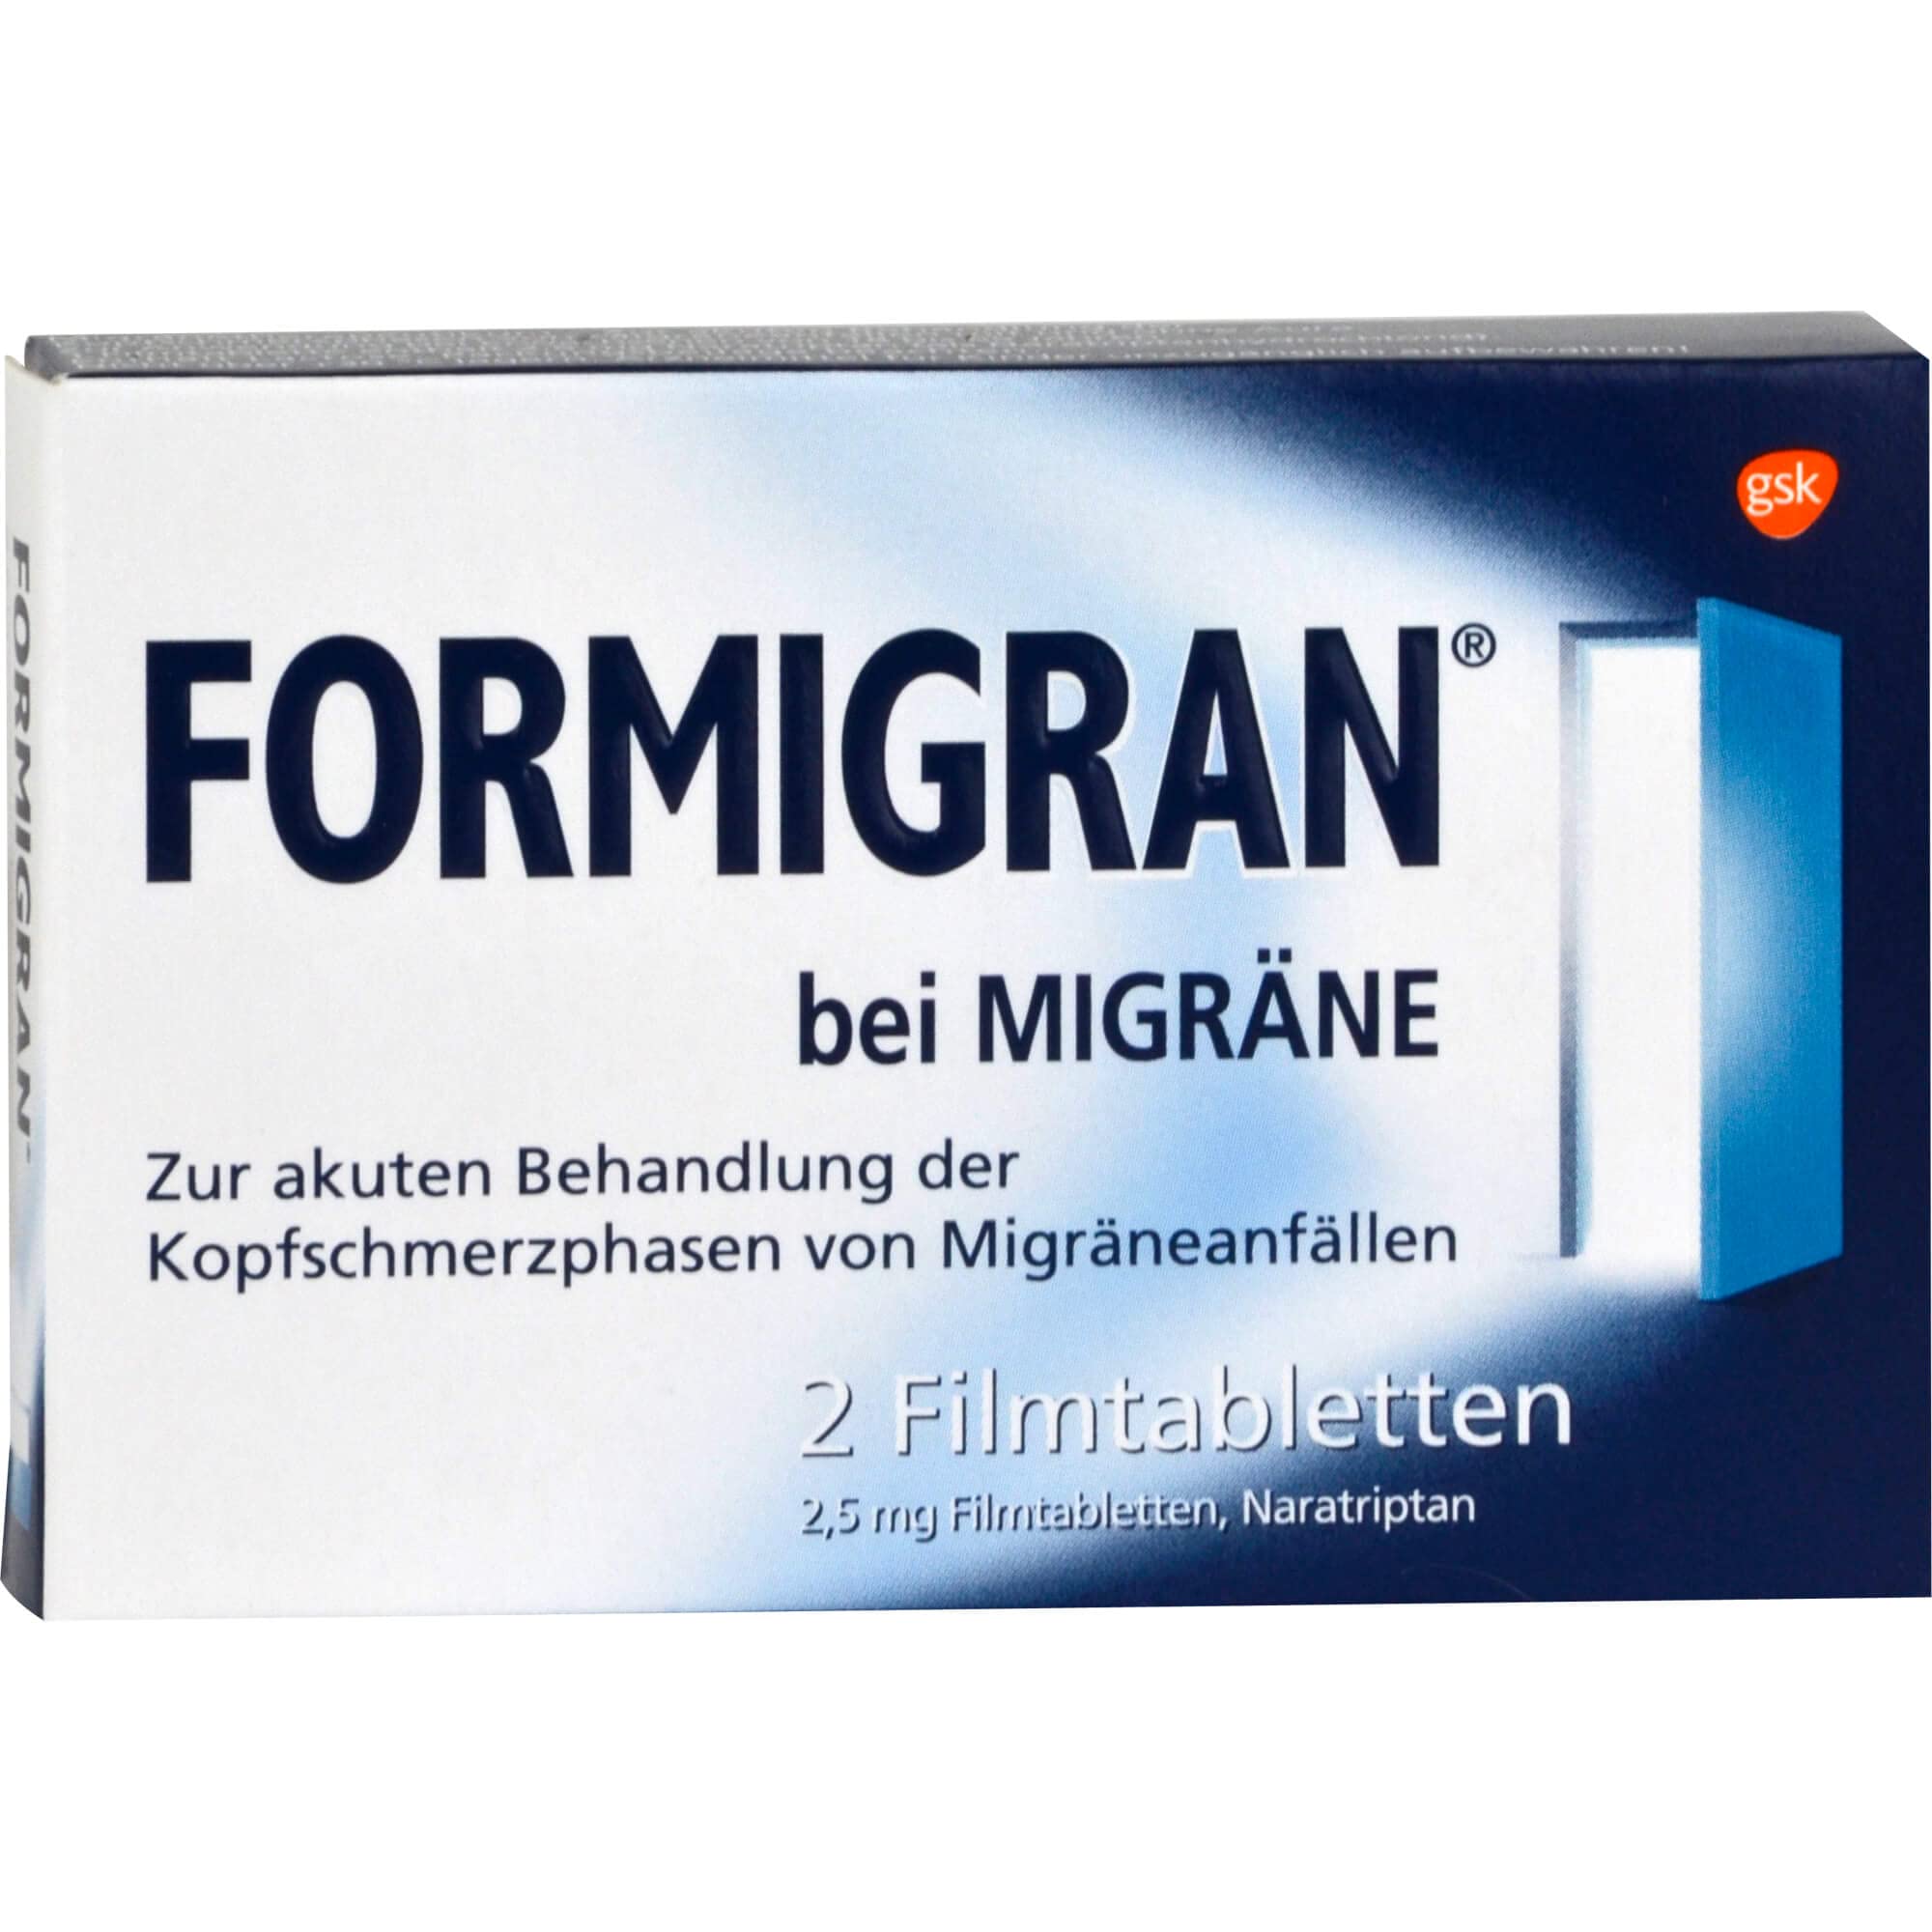 gsk
FORMIGRAN®
bei MIGRÄNE
Zur akuten Behandlung der
Kopfschmerzphasen von Migräneanfällen
2 Filmtabletten
2,5 mg Filmtabletten, Naratriptan
FORMIGRAN